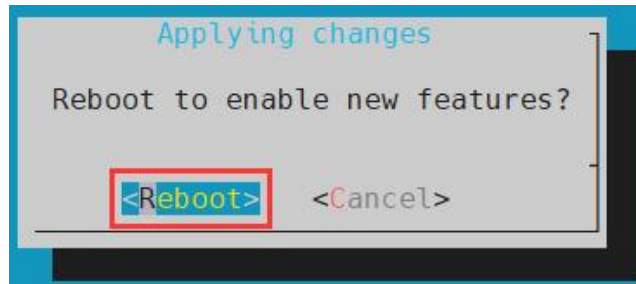 Applying changes
Reboot to enable new features?
<Reboot> <Cancel>